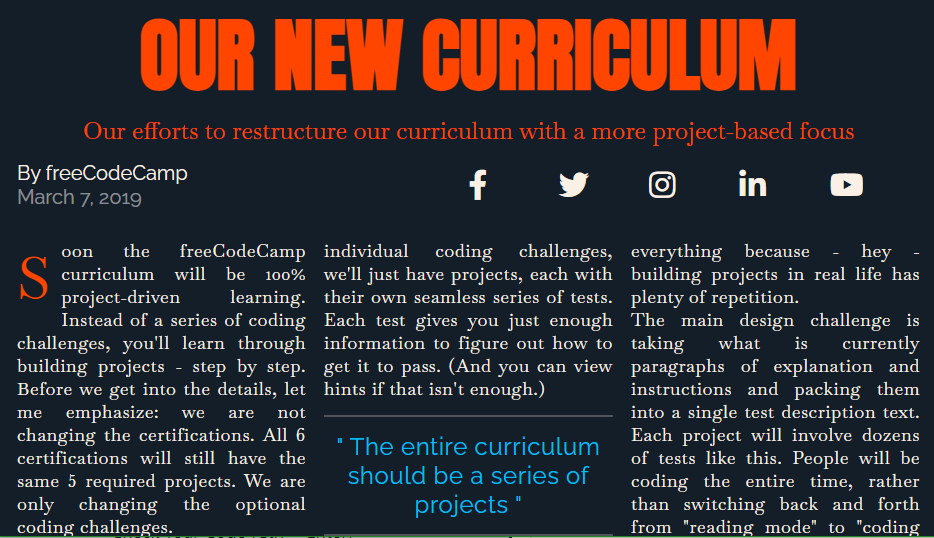 OUR NEW CURRICULUM
Our efforts to restructure our curriculum with a more project-based focus
By freeCodeCamp
March 7, 2019
Soon the freeCodeCamp
curriculum will be 100%
project-driven learning.
Instead of a series of coding
challenges, you'll learn through
building projects - step by step.
Before we get into the details, let
me emphasize: we are not
changing the certifications. All 6
certifications will still have the
same 5 required projects. We are
only changing the optional
coding challenges.
individual coding challenges,
we'll just have projects, each with
their own seamless series of tests.
Each test gives you just enough
information to figure out how to
get it to pass. (And you can view
hints if that isn't enough.)
" The entire curriculum
should be a series of
projects "
everything because - hey -
building projects in real life has
plenty of repetition.
The main design challenge is
taking what is currently
paragraphs of explanation and
instructions and packing them
into a single test description text.
Each project will involve dozens
of tests like this. People will be
coding the entire time, rather
than switching back and forth
from "reading mode" to "coding